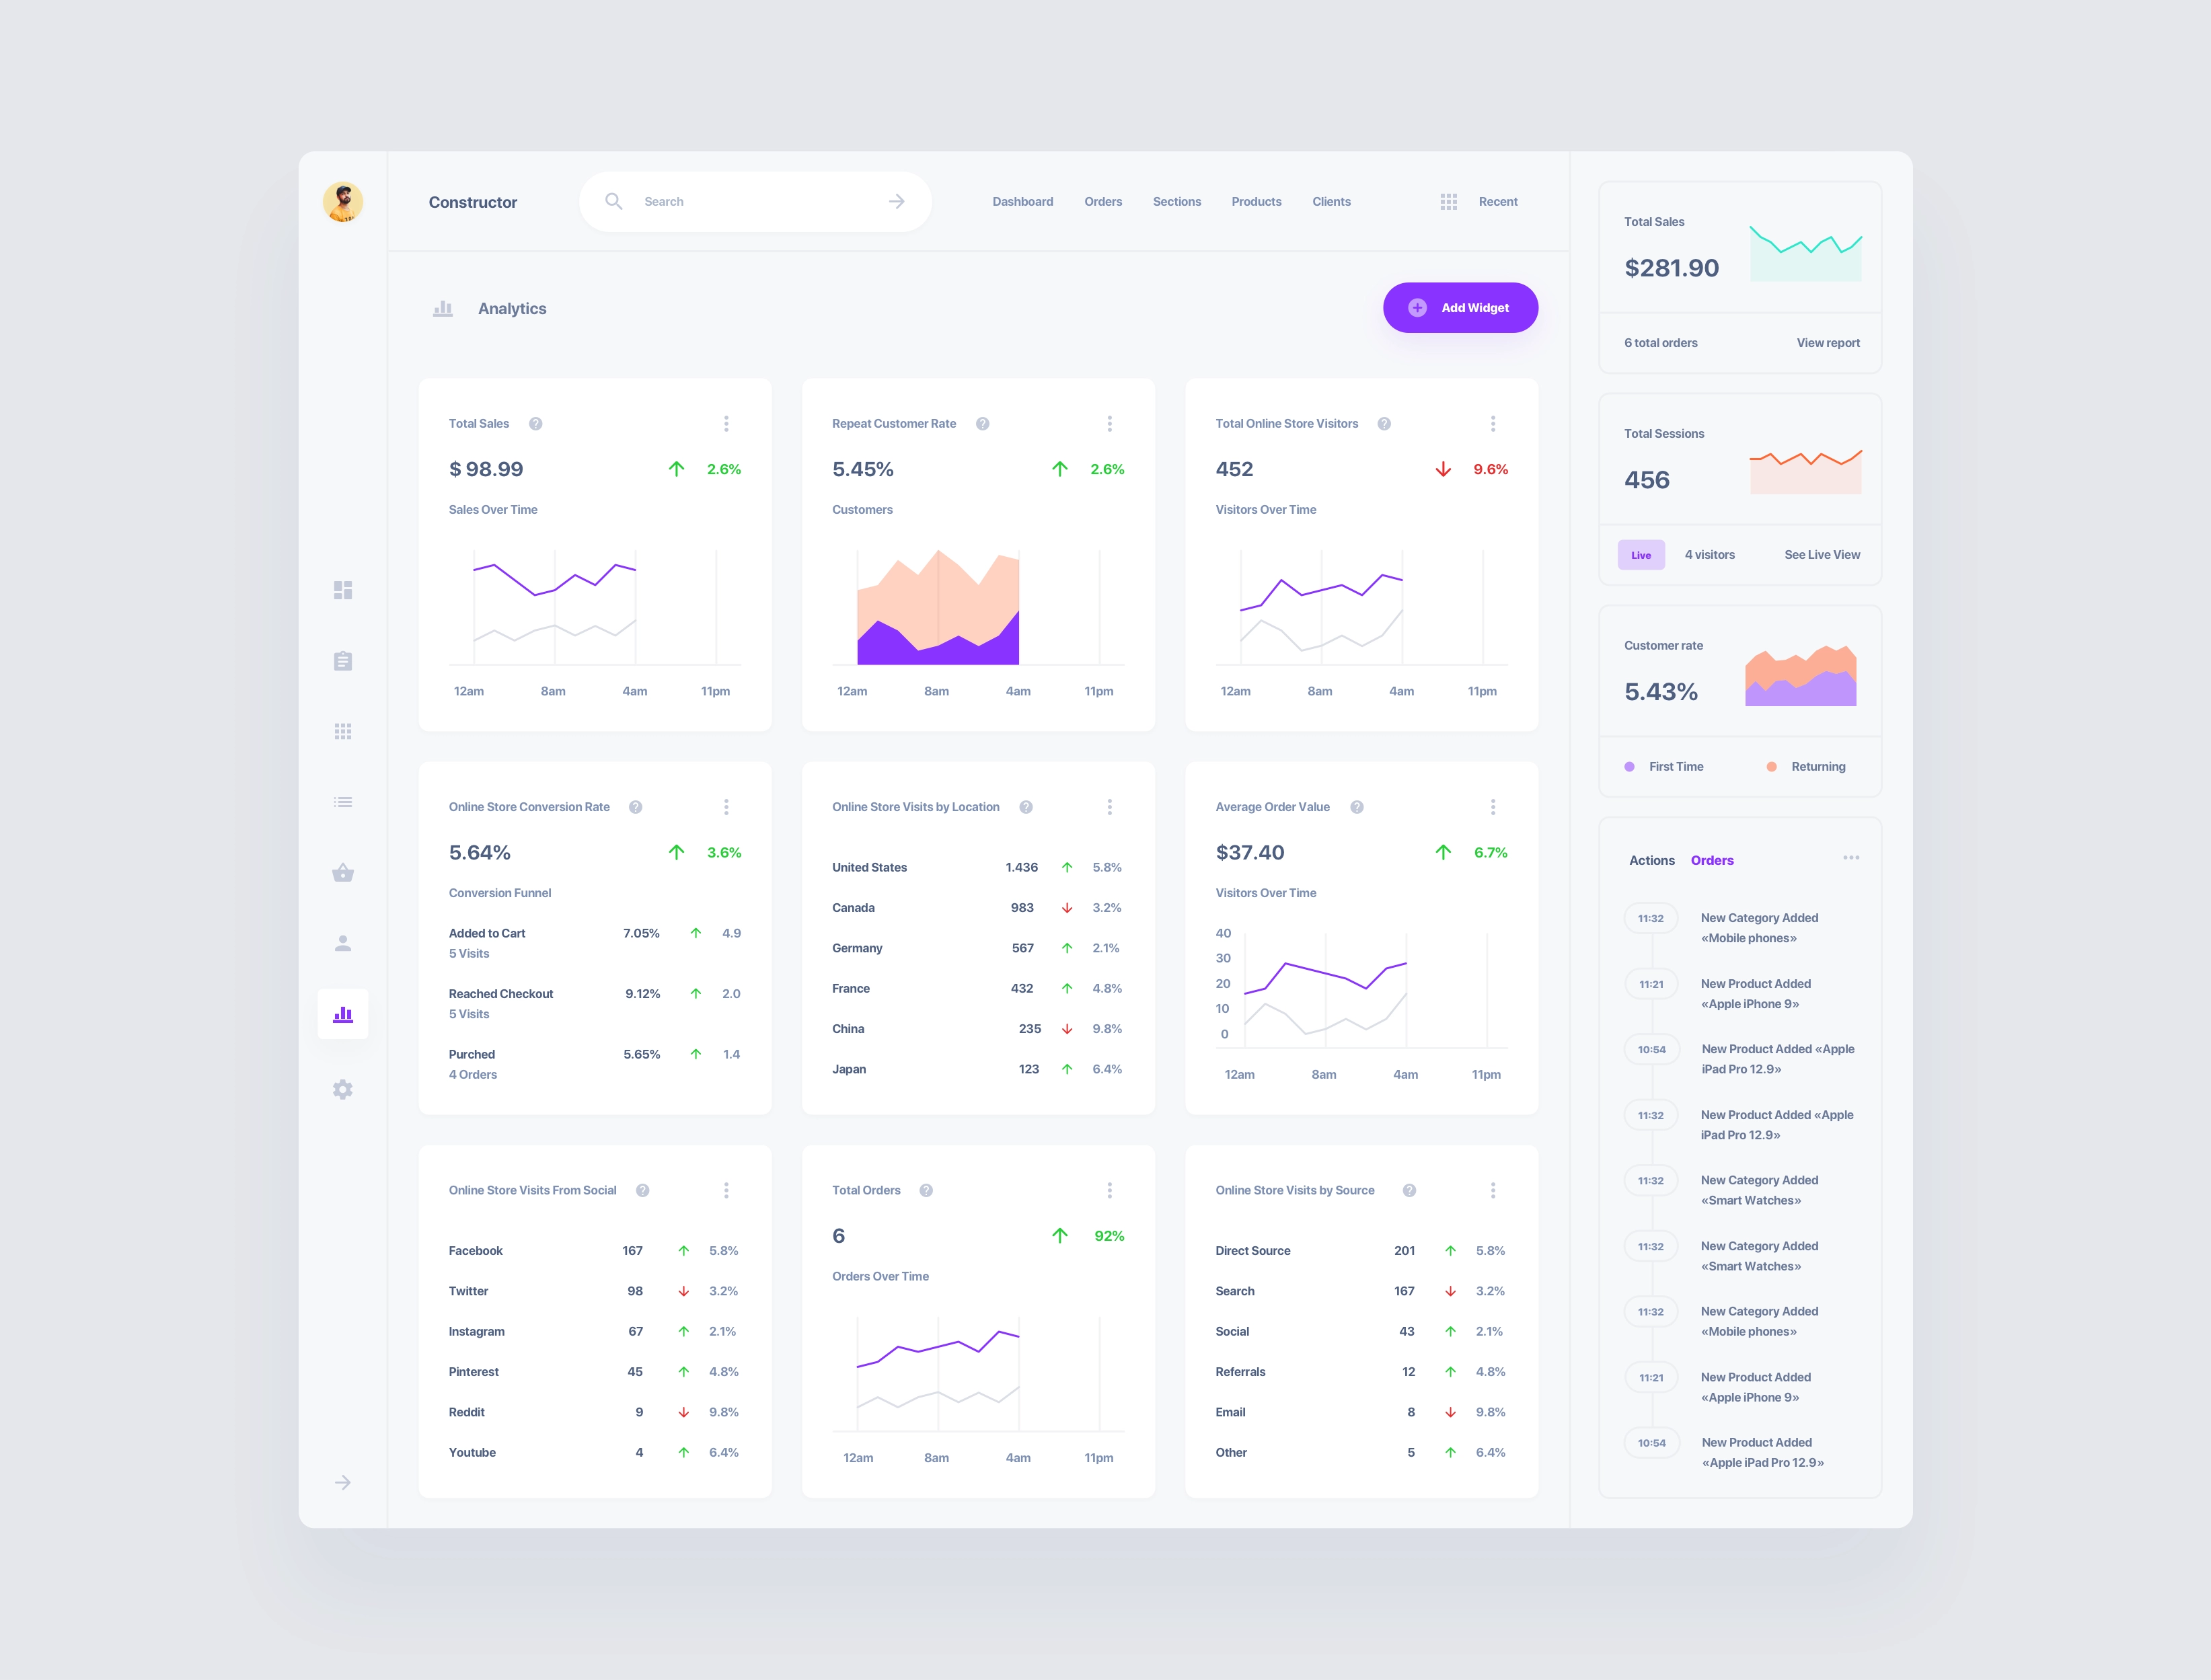 Constructor
Search
Dashboard Orders Sections Products Clients
Recent
Analytics
Add Widget
Total Sales ?
$ 98.99 2.6%
Sales Over Time
12am 8am 4am 11pm
Repeat Customer Rate ?
5.45% 2.6%
Customers
12am 8am 4am 11pm
Total Online Store Visitors ?
452 9.6%
Visitors Over Time
12am 8am 4am 11pm
Online Store Conversion Rate ?
5.64% 3.6%
Conversion Funnel
Added to Cart 7.05% 4.9
5 Visits
Reached Checkout 9.12% 2.0
5 Visits
Purched 5.65% 1.4
4 Orders
Online Store Visits by Location ?
United States 1.436 5.8%
Canada 983 3.2%
Germany 567 2.1%
France 432 4.8%
China 235 9.8%
Japan 123 6.4%
Average Order Value ?
$37.40 6.7%
Visitors Over Time
40
30
20
10
0
12am 8am 4am 11pm
Online Store Visits From Social ?
Facebook 167 5.8%
Twitter 98 3.2%
Instagram 67 2.1%
Pinterest 45 4.8%
Reddit 9 9.8%
Youtube 4 6.4%
Total Orders ?
6 92%
Orders Over Time
12am 8am 4am 11pm
Online Store Visits by Source ?
Direct Source 201 5.8%
Search 167 3.2%
Social 43 2.1%
Referrals 12 4.8%
Email 8 9.8%
Other 5 6.4%
Total Sales
$281.90
6 total orders View report
Total Sessions
456
Live 4 visitors See Live View
Customer rate
5.43%
First Time Returning
Actions Orders
11:32 New Category Added
«Mobile phones»
11:21 New Product Added
«Apple iPhone 9»
10:54 New Product Added «Apple
iPad Pro 12.9»
11:32 New Product Added «Apple
iPad Pro 12.9»
11:32 New Category Added
«Smart Watches»
11:32 New Category Added
«Smart Watches»
11:32 New Category Added
«Mobile phones»
11:21 New Product Added
«Apple iPhone 9»
10:54 New Product Added
«Apple iPad Pro 12.9»